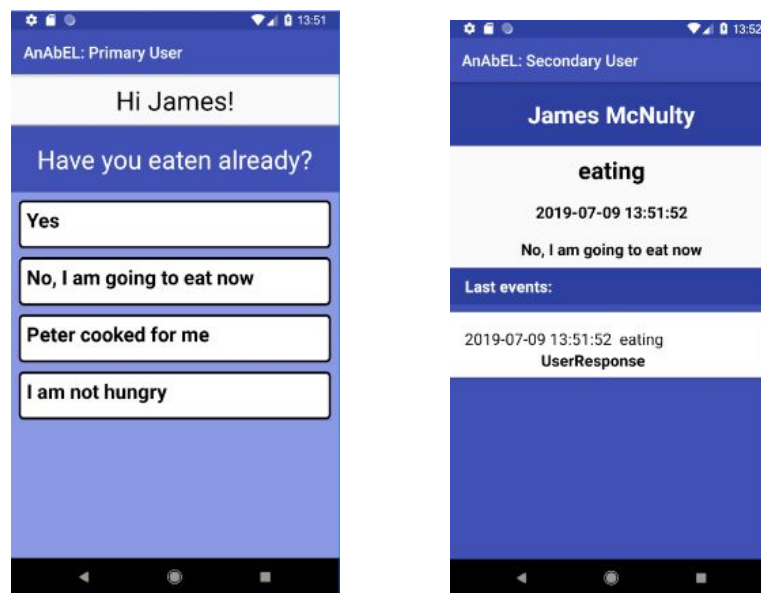 13:51
AnAbEL: Primary User
Hi James!
Have you eaten already?
Yes
No, I am going to eat now
Peter cooked for me
I am not hungry
13:52
AnAbEL: Secondary User
James McNulty
eating
2019-07-09 13:51:52
No, I am going to eat now
Last events:
2019-07-09 13:51:52 eating
UserResponse